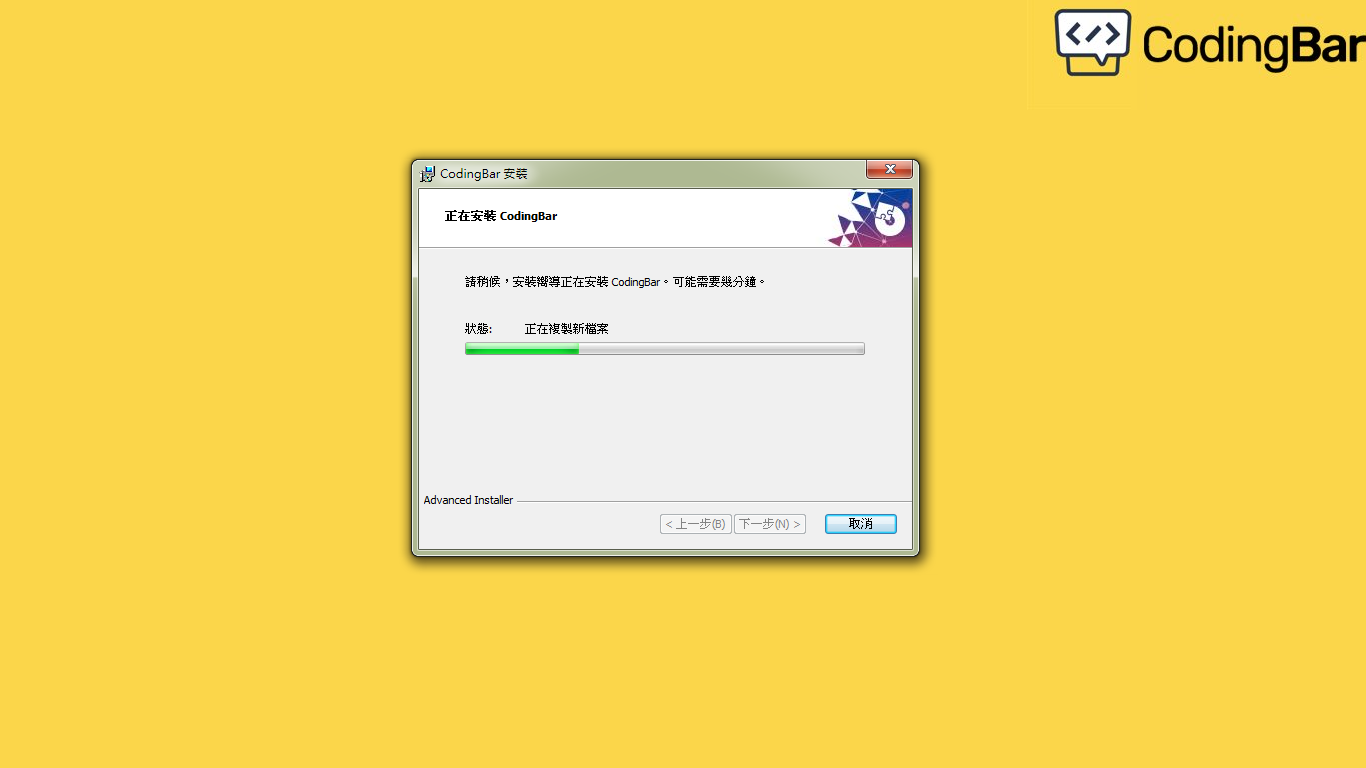 </> CodingBar
CodingBar 安裝
正在安裝 CodingBar
請稍候，安裝嚮導正在安裝 CodingBar。可能需要幾分鐘。
狀態: 正在複製新檔案
Advanced Installer
< 上一步(B) 下一步(N) > 取消